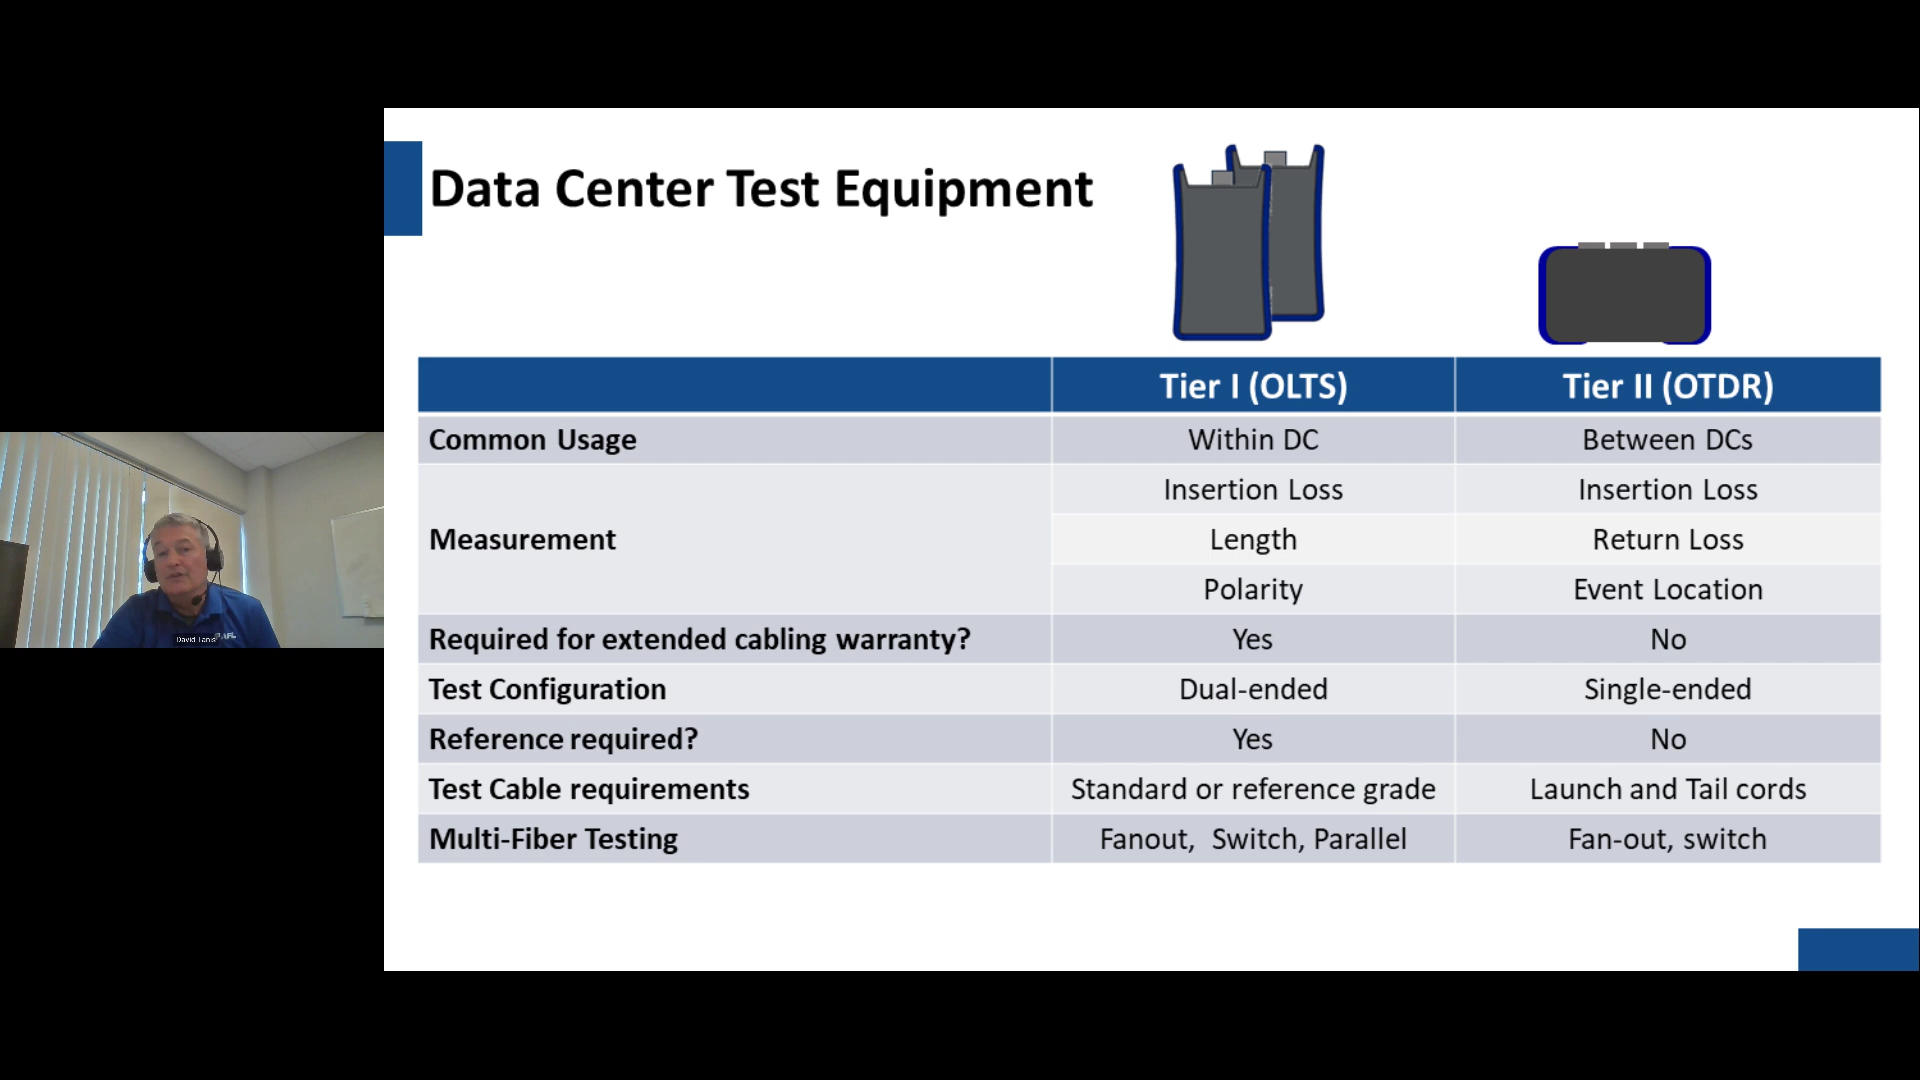 Data Center Test Equipment
Tier I (OLTS) Tier II (OTDR)
Common Usage Within DC Between DCs
Insertion Loss Insertion Loss
Measurement Length Return Loss
Polarity Event Location
Required for extended cabling warranty? Yes No
Test Configuration Dual-ended Single-ended
Reference required? Yes No
Test Cable requirements Standard or reference grade Launch and Tail cords
Multi-Fiber Testing Fanout, Switch, Parallel Fan-out, switch
David Tanis
AFL